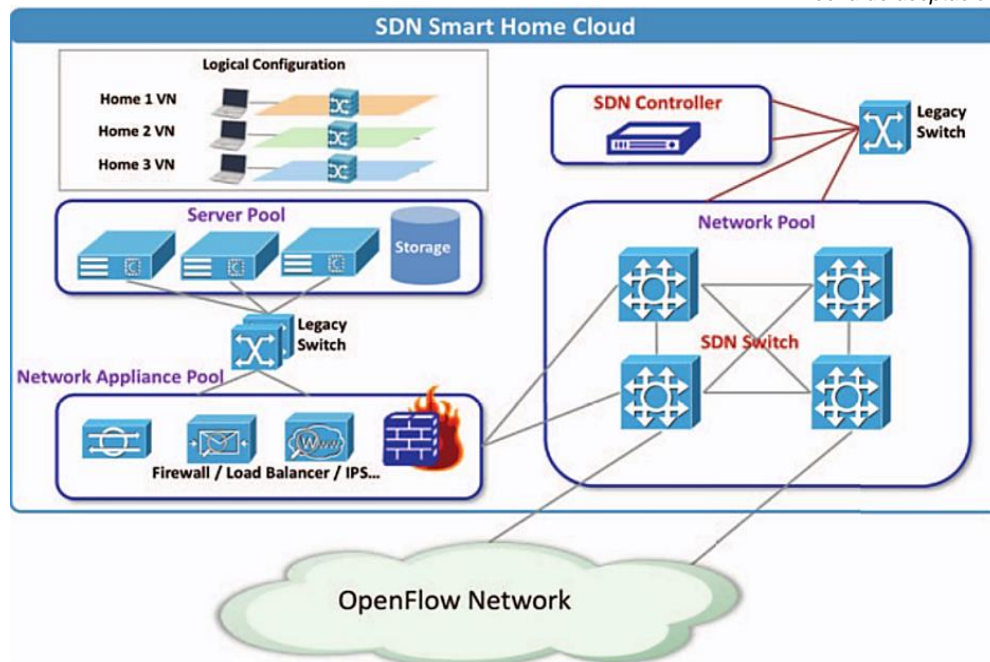 SDN Smart Home Cloud
Logical Configuration
Home 1 VN
Home 2 VN
Home 3 VN
SDN Controller
Legacy
Switch
Server Pool
Storage
Network Pool
Legacy
Switch
SDN Switch
Network Appliance Pool
Firewall / Load Balancer / IPS...
OpenFlow Network